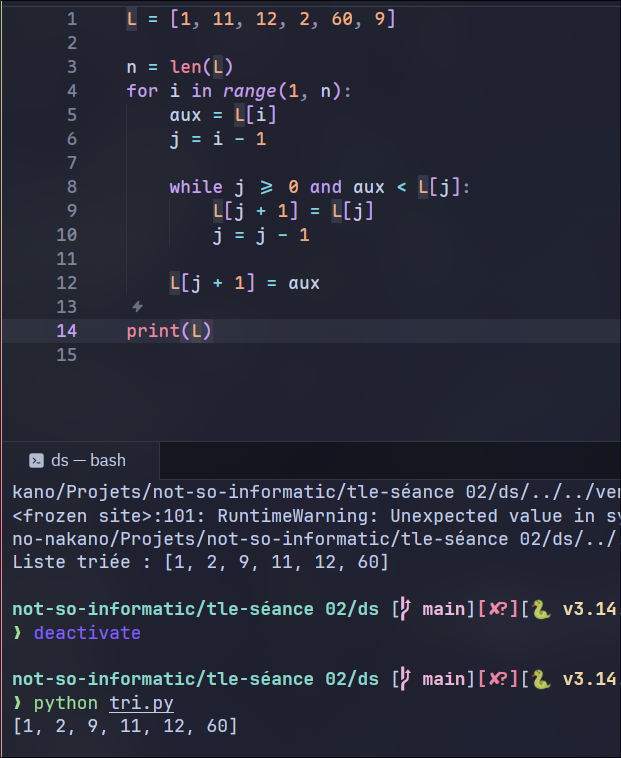 1 L = [1, 11, 12, 2, 60, 9]
2
3 n = len(L)
4 for i in range(1, n):
5 aux = L[i]
6 j = i - 1
7
8 while j >= 0 and aux < L[j]:
9 L[j + 1] = L[j]
10 j = j - 1
11
12 L[j + 1] = aux
13
14 print(L)
15
ds — bash
kano/Projets/not-so-informatic/tle-séance 02/ds/../../ve
<frozen site>:101: RuntimeWarning: Unexpected value in s
no-nakano/Projets/not-so-informatic/tle-séance 02/ds/../
Liste triée : [1, 2, 9, 11, 12, 60]
not-so-informatic/tle-séance 02/ds [ main][✘?][🐍 v3.14
❯ deactivate
not-so-informatic/tle-séance 02/ds [ main][✘?][🐍 v3.14
❯ python tri.py
[1, 2, 9, 11, 12, 60]